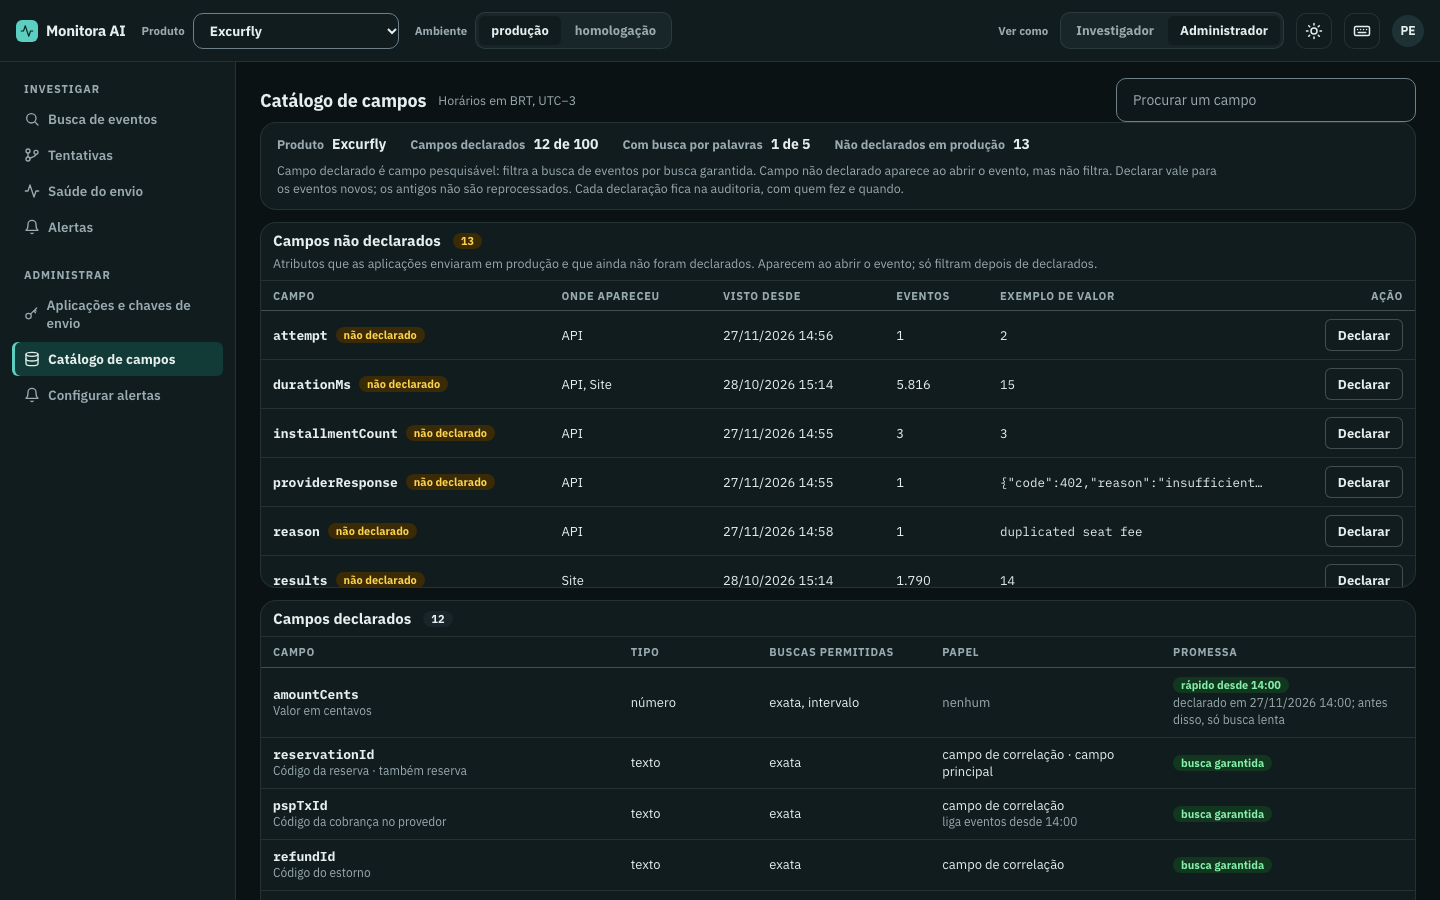 Monitora AI Produto Excurfly Ambiente produção homologação Ver como Investigador Administrador PE
INVESTIGAR
Busca de eventos
Tentativas
Saúde do envio
Alertas
ADMINISTRAR
Aplicações e chaves de
envio
Catálogo de campos
Configurar alertas
Catálogo de campos Horários em BRT, UTC−3 Procurar um campo
Produto Excurfly Campos declarados 12 de 100 Com busca por palavras 1 de 5 Não declarados em produção 13
Campo declarado é campo pesquisável: filtra a busca de eventos por busca garantida. Campo não declarado aparece ao abrir o evento, mas não filtra. Declarar vale para
os eventos novos; os antigos não são reprocessados. Cada declaração fica na auditoria, com quem fez e quando.
Campos não declarados 13
Atributos que as aplicações enviaram em produção e que ainda não foram declarados. Aparecem ao abrir o evento; só filtram depois de declarados.
CAMPO ONDE APARECEU VISTO DESDE EVENTOS EXEMPLO DE VALOR AÇÃO
attempt não declarado API 27/11/2026 14:56 1 2 Declarar
durationMs não declarado API, Site 28/10/2026 15:14 5.816 15 Declarar
installmentCount não declarado API 27/11/2026 14:55 3 3 Declarar
providerResponse não declarado API 27/11/2026 14:55 1 {"code":402,"reason":"insufficient… Declarar
reason não declarado API 27/11/2026 14:58 1 duplicated seat fee Declarar
results não declarado Site 28/10/2026 15:14 1.790 14 Declarar
Campos declarados 12
CAMPO TIPO BUSCAS PERMITIDAS PAPEL PROMESSA
amountCents número exata, intervalo nenhum rápido desde 14:00
Valor em centavos declarado em 27/11/2026 14:00; antes
disso, só busca lenta
reservationId texto exata campo de correlação · campo busca garantida
Código da reserva · também reserva principal
pspTxId texto exata campo de correlação busca garantida
Código da cobrança no provedor liga eventos desde 14:00
refundId texto exata campo de correlação busca garantida
Código do estorno